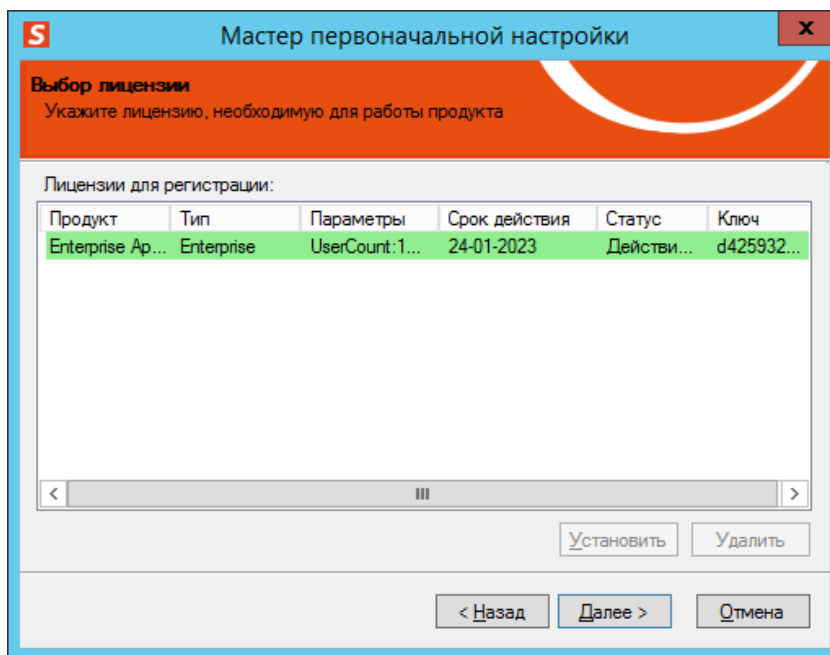 S
Мастер первоначальной настройки
x
Выбор лицензии
Укажите лицензию, необходимую для работы продукта
Лицензии для регистрации:
Продукт Тип Параметры Срок действия Статус Ключ
Enterprise Ap... Enterprise UserCount:1... 24-01-2023 Действи... d425932...
Установить Удалить
< Назад Далее > Отмена